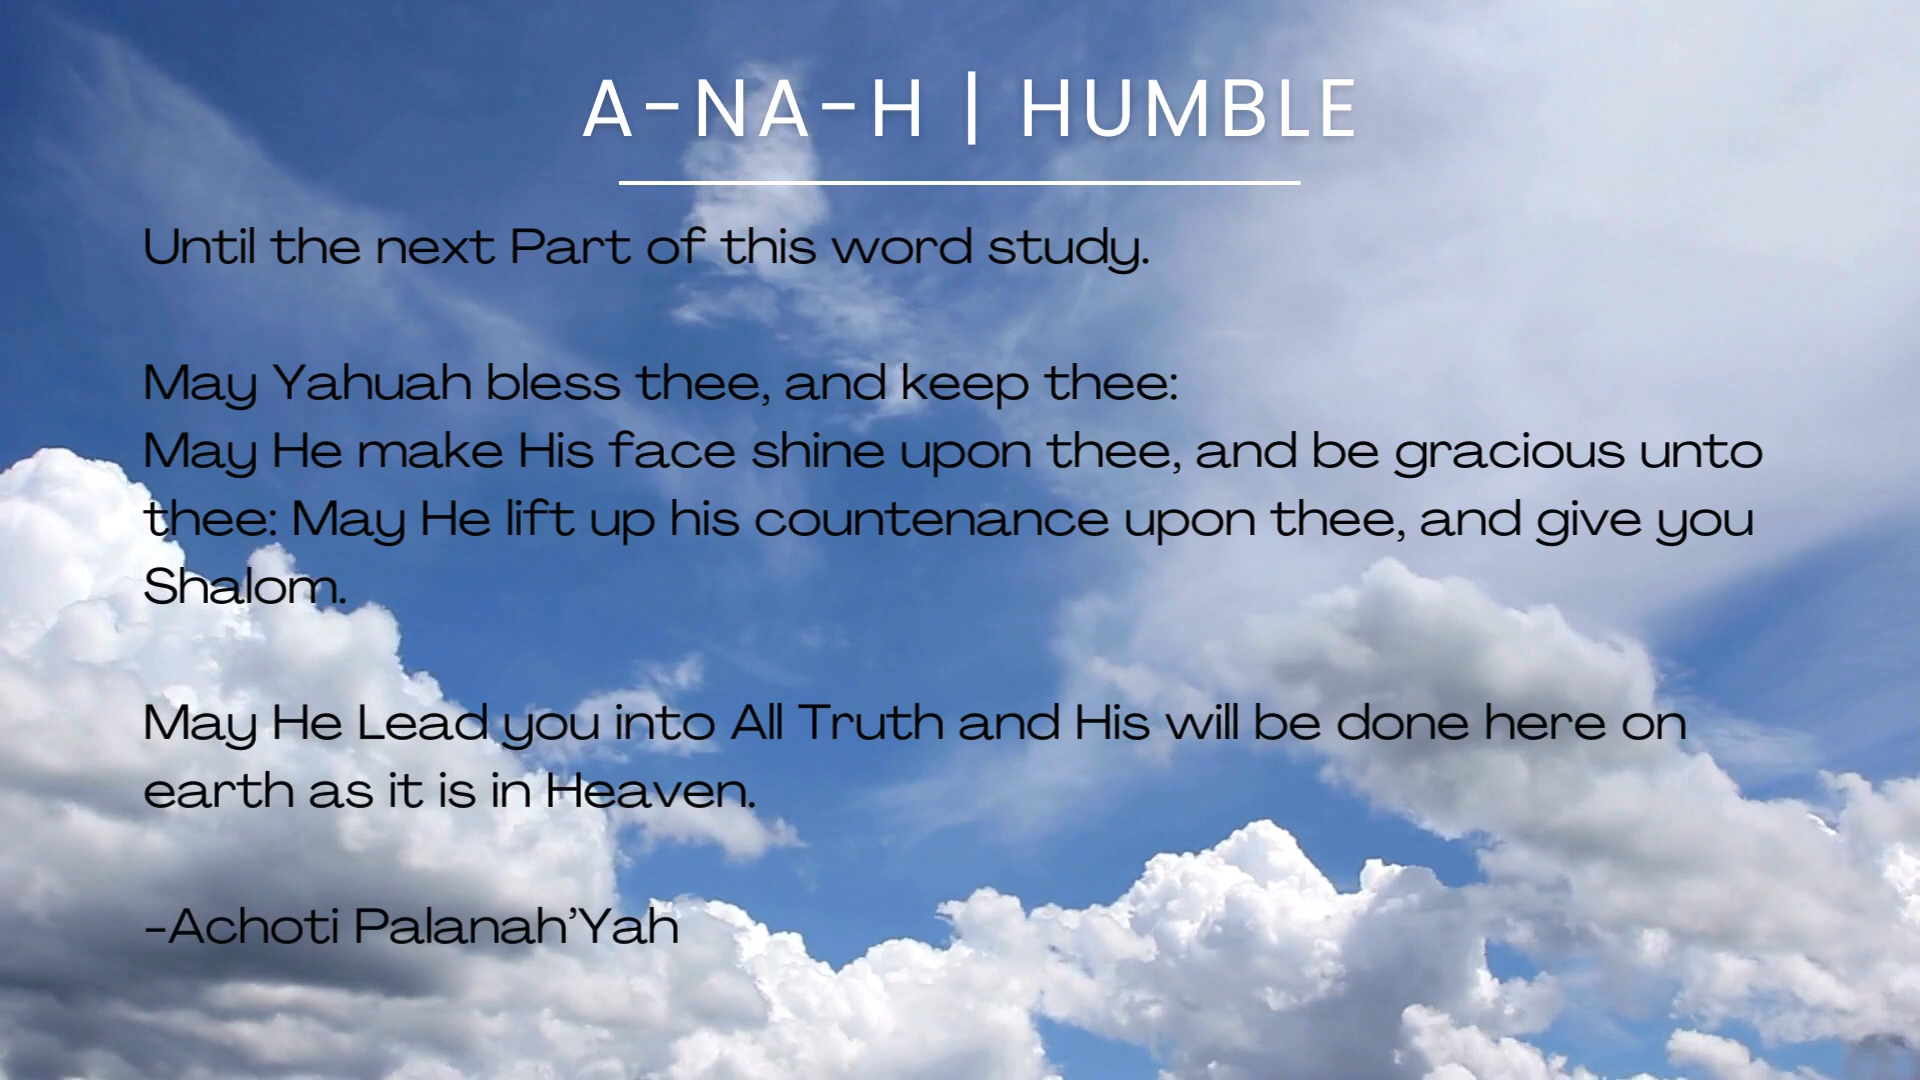 A-NA-H | HUMBLE
Until the next Part of this word study.
May Yahuah bless thee, and keep thee:
May He make His face shine upon thee, and be gracious unto
thee: May He lift up his countenance upon thee, and give you
Shalom.
May He Lead you into All Truth and His will be done here on
earth as it is in Heaven.
-Achoti Palanah’Yah